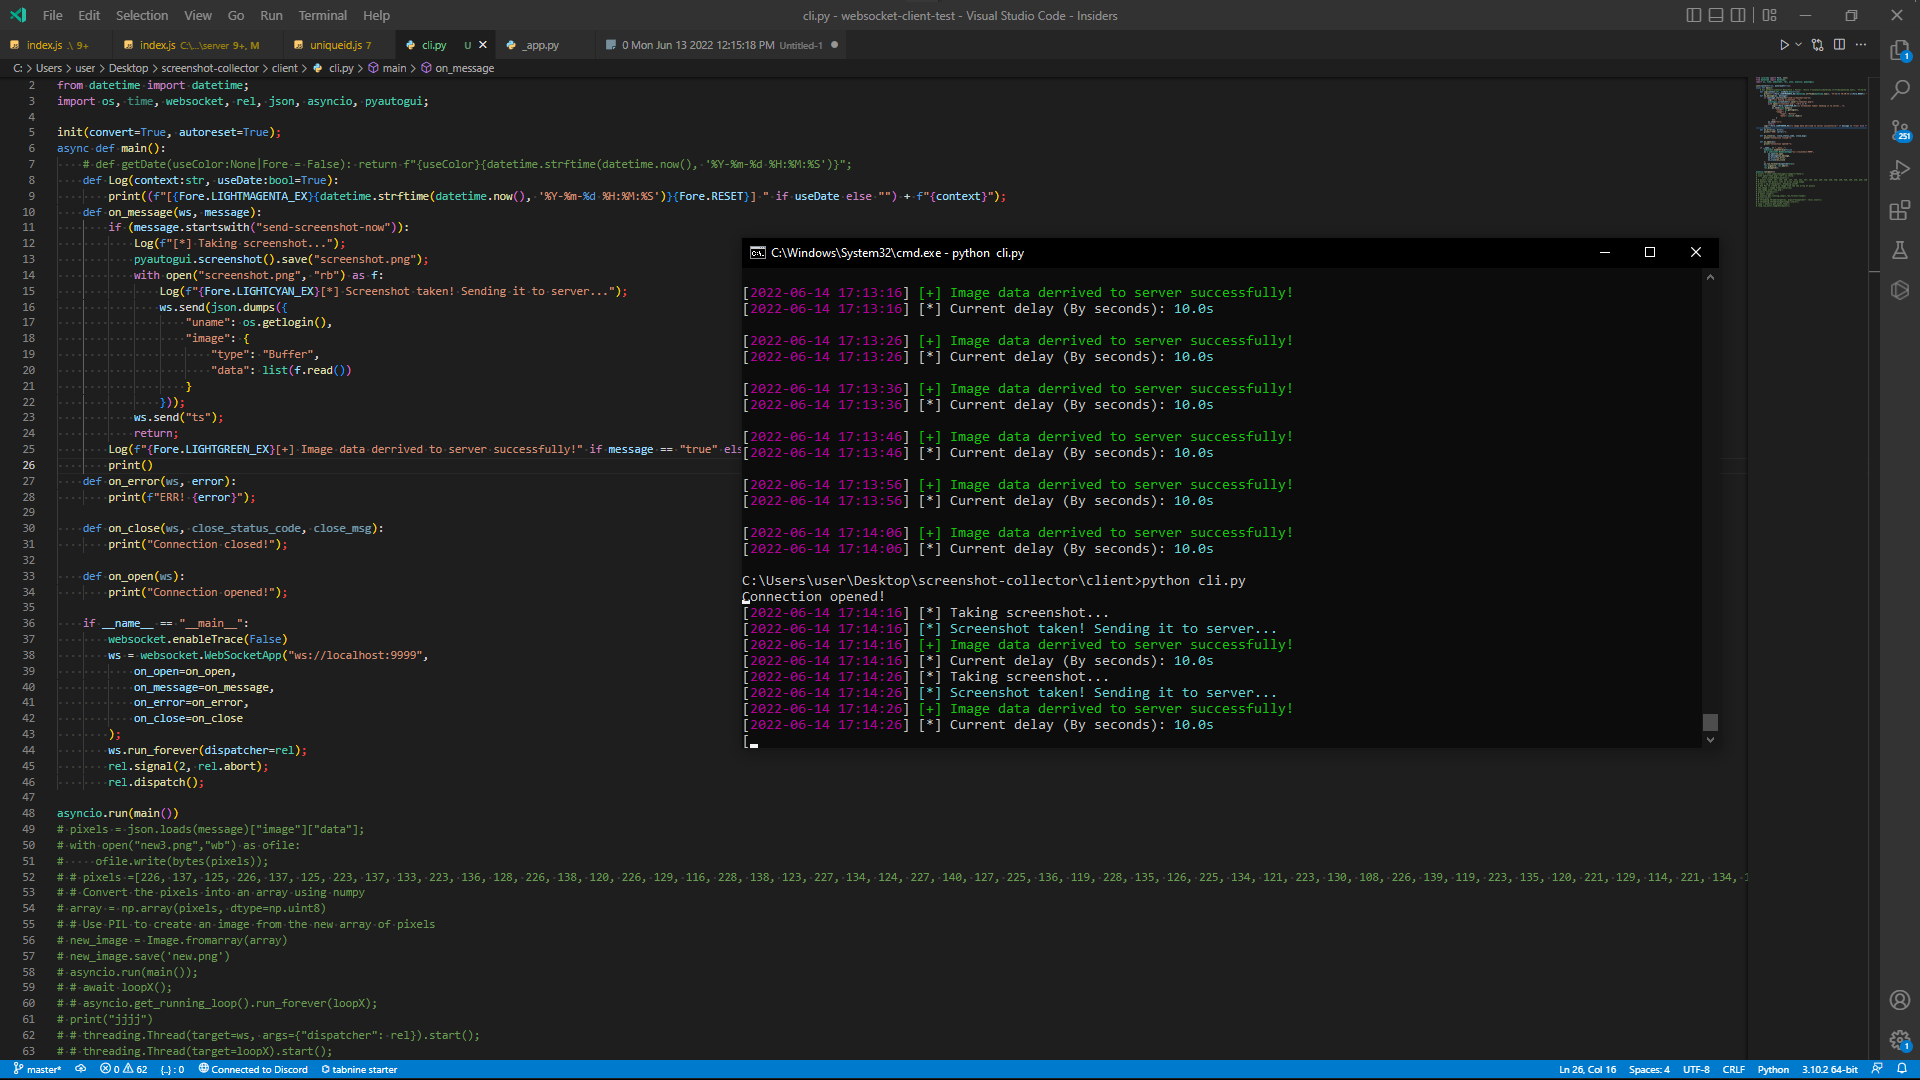 File Edit Selection View Go Run Terminal Help
cli.py - websocket-client-test - Visual Studio Code - Insiders
index.js .\ 9+
index.js C:\...\server 9+, M
uniqueid.js 7
cli.py U
_app.py
0 Mon Jun 13 2022 12:15:18 PM Untitled-1
C: > Users > user > Desktop > screenshot-collector > client > cli.py > main > on_message
2 from datetime import datetime;
3 import os, time, websocket, rel, json, asyncio, pyautogui;
4
5 init(convert=True, autoreset=True);
6 async def main():
7 # def getDate(useColor:None|Fore = False): return f"{useColor}{datetime.strftime(datetime.now(), '%Y-%m-%d %H:%M:%S')}";
8 def Log(context:str, useDate:bool=True):
9 print((f"[{Fore.LIGHTMAGENTA_EX}{datetime.strftime(datetime.now(), '%Y-%m-%d %H:%M:%S')}{Fore.RESET}] " if useDate else "") + f"{context}");
10 def on_message(ws, message):
11 if (message.startswith("send-screenshot-now")):
12 Log(f"[*] Taking screenshot...");
13 pyautogui.screenshot().save("screenshot.png");
14 with open("screenshot.png", "rb") as f:
15 Log(f"{Fore.LIGHTCYAN_EX}[*] Screenshot taken! Sending it to server...");
16 ws.send(json.dumps({
17 "uname": os.getlogin(),
18 "image": {
19 "type": "Buffer",
20 "data": list(f.read())
21 }
22 }));
23 ws.send("ts");
24 return;
25 Log(f"{Fore.LIGHTGREEN_EX}[+] Image data derrived to server successfully!" if message == "true" els
26 print()
27 def on_error(ws, error):
28 print(f"ERR! {error}");
29
30 def on_close(ws, close_status_code, close_msg):
31 print("Connection closed!");
32
33 def on_open(ws):
34 print("Connection opened!");
35
36 if __name__ == "__main__":
37 websocket.enableTrace(False)
38 ws = websocket.WebSocketApp("ws://localhost:9999",
39 on_open=on_open,
40 on_message=on_message,
41 on_error=on_error,
42 on_close=on_close
43 );
44 ws.run_forever(dispatcher=rel);
45 rel.signal(2, rel.abort);
46 rel.dispatch();
47
48 asyncio.run(main())
49 # pixels = json.loads(message)["image"]["data"];
50 # with open("new3.png","wb") as ofile:
51 # ofile.write(bytes(pixels));
52 # # pixels =[226, 137, 125, 226, 137, 125, 223, 137, 133, 223, 136, 128, 226, 138, 120, 226, 129, 116, 228, 138, 123, 227, 134, 124, 227, 140, 127, 225, 136, 119, 228, 135, 126, 225, 134, 121, 223, 130, 108, 226, 139, 119, 223, 135, 120, 221, 129, 114, 221, 134, 1
53 # # Convert the pixels into an array using numpy
54 # array = np.array(pixels, dtype=np.uint8)
55 # # Use PIL to create an image from the new array of pixels
56 # new_image = Image.fromarray(array)
57 # new_image.save('new.png')
58 # asyncio.run(main());
59 # # await loopX();
60 # # asyncio.get_running_loop().run_forever(loopX);
61 # print("jjjj")
62 # # threading.Thread(target=ws, args={"dispatcher": rel}).start();
63 # # threading.Thread(target=loopX).start();
C:\Windows\System32\cmd.exe - python cli.py
[2022-06-14 17:13:16] [+] Image data derrived to server successfully!
[2022-06-14 17:13:16] [*] Current delay (By seconds): 10.0s
[2022-06-14 17:13:26] [+] Image data derrived to server successfully!
[2022-06-14 17:13:26] [*] Current delay (By seconds): 10.0s
[2022-06-14 17:13:36] [+] Image data derrived to server successfully!
[2022-06-14 17:13:36] [*] Current delay (By seconds): 10.0s
[2022-06-14 17:13:46] [+] Image data derrived to server successfully!
[2022-06-14 17:13:46] [*] Current delay (By seconds): 10.0s
[2022-06-14 17:13:56] [+] Image data derrived to server successfully!
[2022-06-14 17:13:56] [*] Current delay (By seconds): 10.0s
[2022-06-14 17:14:06] [+] Image data derrived to server successfully!
[2022-06-14 17:14:06] [*] Current delay (By seconds): 10.0s
C:\Users\user\Desktop\screenshot-collector\client>python cli.py
Connection opened!
[2022-06-14 17:14:16] [*] Taking screenshot...
[2022-06-14 17:14:16] [*] Screenshot taken! Sending it to server...
[2022-06-14 17:14:16] [+] Image data derrived to server successfully!
[2022-06-14 17:14:16] [*] Current delay (By seconds): 10.0s
[2022-06-14 17:14:26] [*] Taking screenshot...
[2022-06-14 17:14:26] [*] Screenshot taken! Sending it to server...
[2022-06-14 17:14:26] [+] Image data derrived to server successfully!
[2022-06-14 17:14:26] [*] Current delay (By seconds): 10.0s
[
1
251
1
master* 0 62 {..} : 0 Connected to Discord tabnine starter
Ln 26, Col 16 Spaces: 4 UTF-8 CRLF Python 3.10.2 64-bit